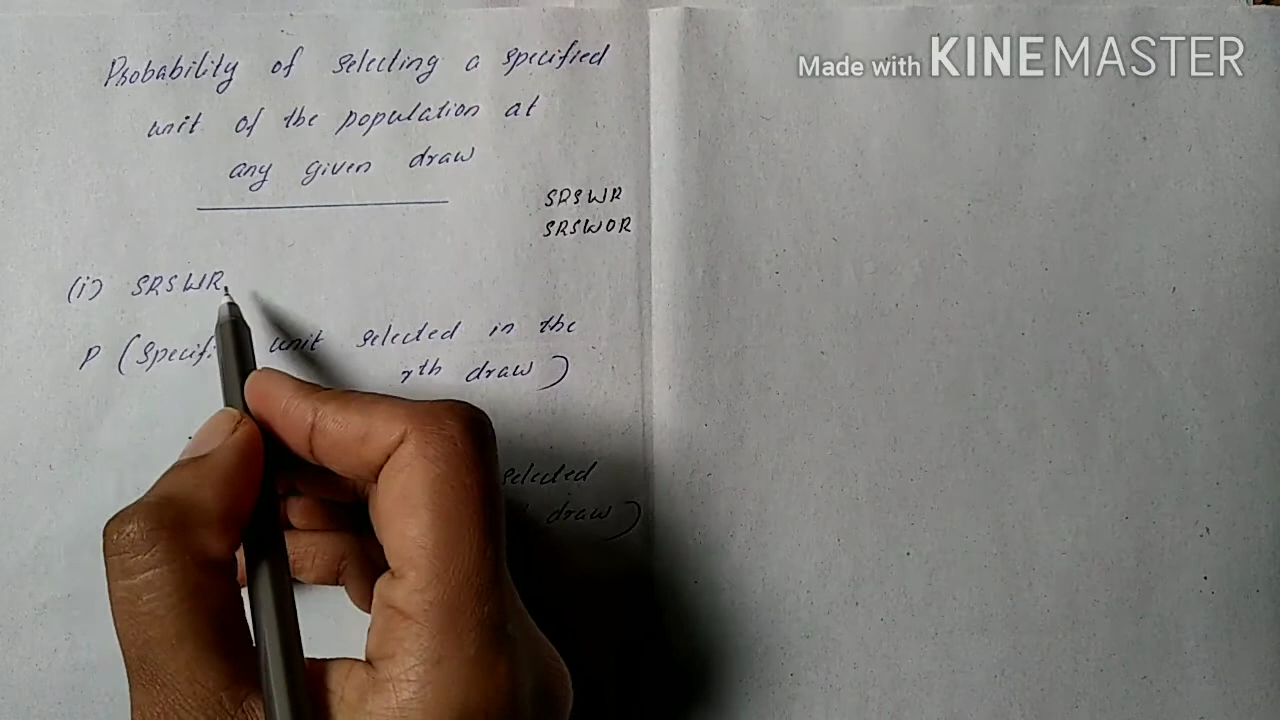 Probability of selecting a specified
unit of the population at
any given draw
SRSWR
SRSWOR
(i) SRSWR
P ( unit selected in the
rth draw )
selected
draw )
Made with KINEMASTER